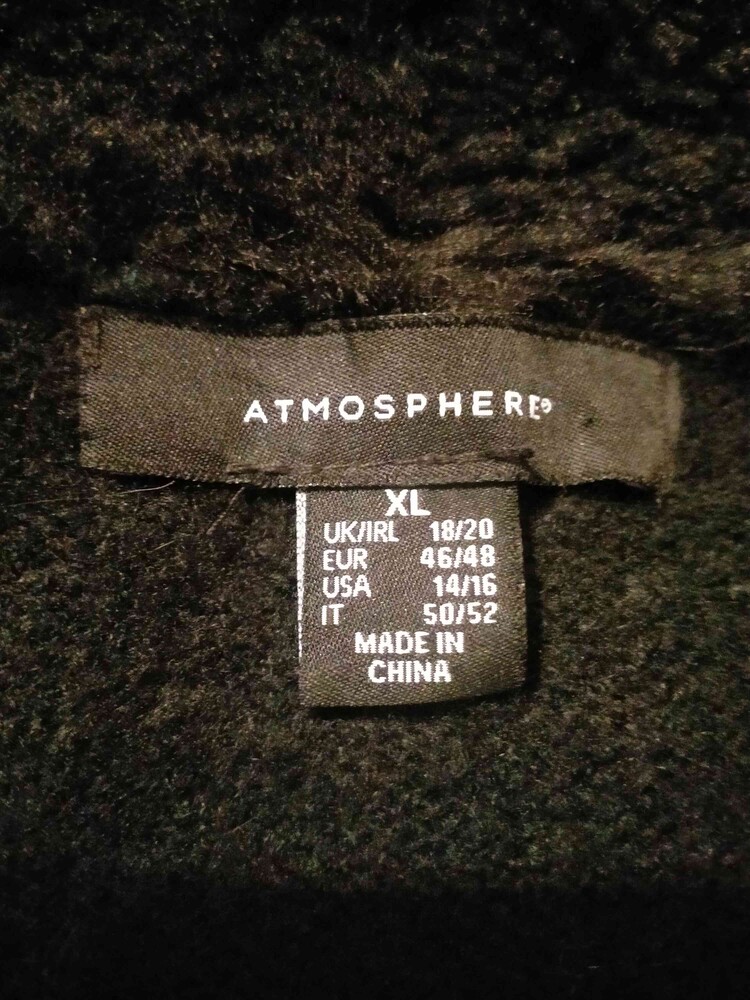 ATMOSPHERE®
XL
UK/IRL 18/20
EUR 46/48
USA 14/16
IT 50/52
MADE IN
CHINA